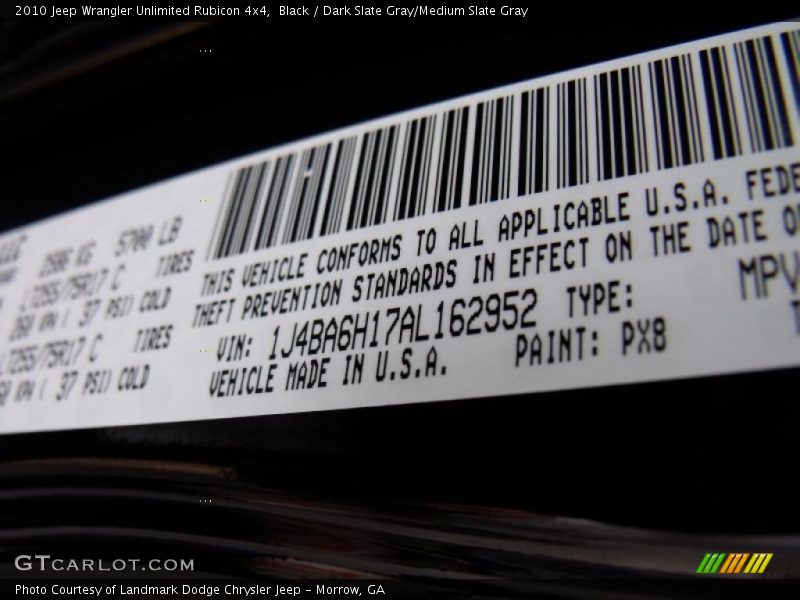 2010 Jeep Wrangler Unlimited Rubicon 4x4,  Black / Dark Slate Gray/Medium Slate Gray
2586 KG 5700 LB
LT255/75R17 C TIRES
( 37 PSI) COLD
LT255/75R17 C TIRES
( 37 PSI) COLD
THIS VEHICLE CONFORMS TO ALL APPLICABLE U.S.A. FEDE
THEFT PREVENTION STANDARDS IN EFFECT ON THE DATE O
VIN: 1J4BA6H17AL162952 TYPE: MPV
VEHICLE MADE IN U.S.A. PAINT: PX8
GTCARLOT.COM
Photo Courtesy of Landmark Dodge Chrysler Jeep – Morrow, GA